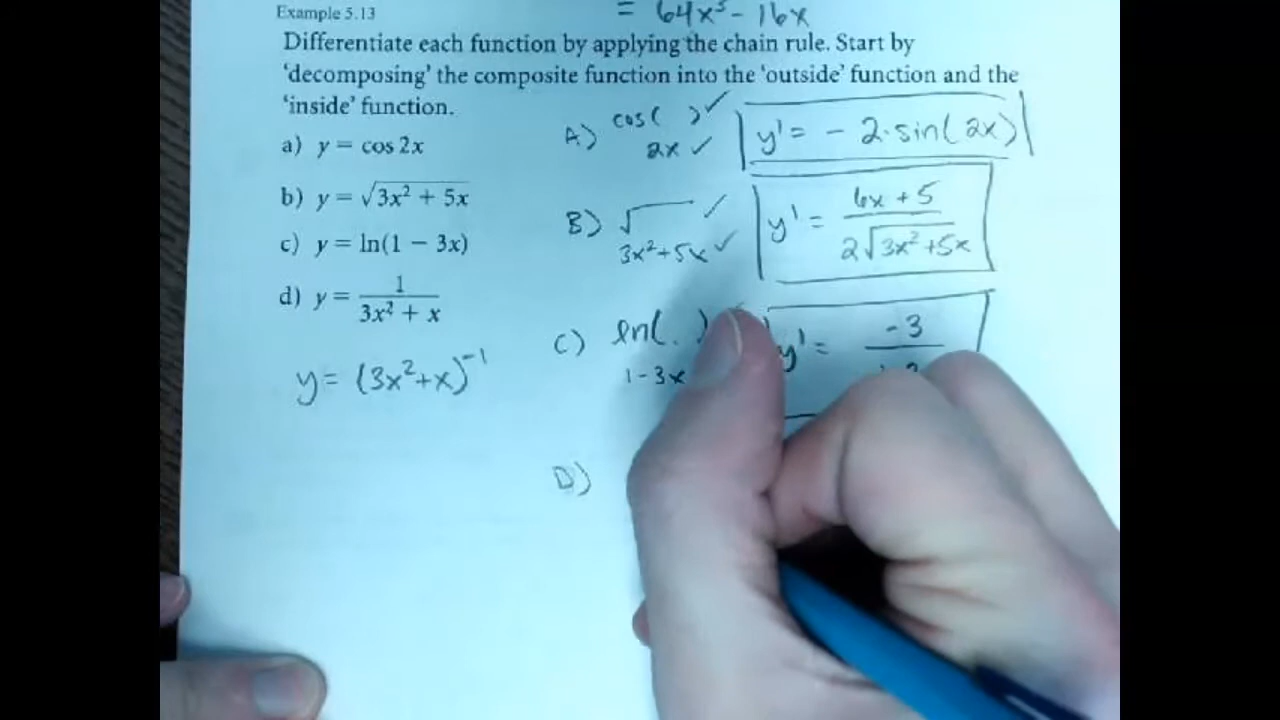 Example 5.13
= 64x³ - 16x
Differentiate each function by applying the chain rule. Start by
'decomposing' the composite function into the 'outside' function and the
'inside' function.
a) y = cos 2x
b) y = √(3x² + 5x)
c) y = ln(1 − 3x)
d) y = 1/(3x² + x)
y = (3x²+x)⁻¹
A) cos( ) ✓
2x ✓
y' = - 2·sin(2x)
B) √ ✓
3x²+5x ✓
y' = (6x + 5)/(2√(3x²+5x))
C) ln( )
1-3x
y' = -3
D)